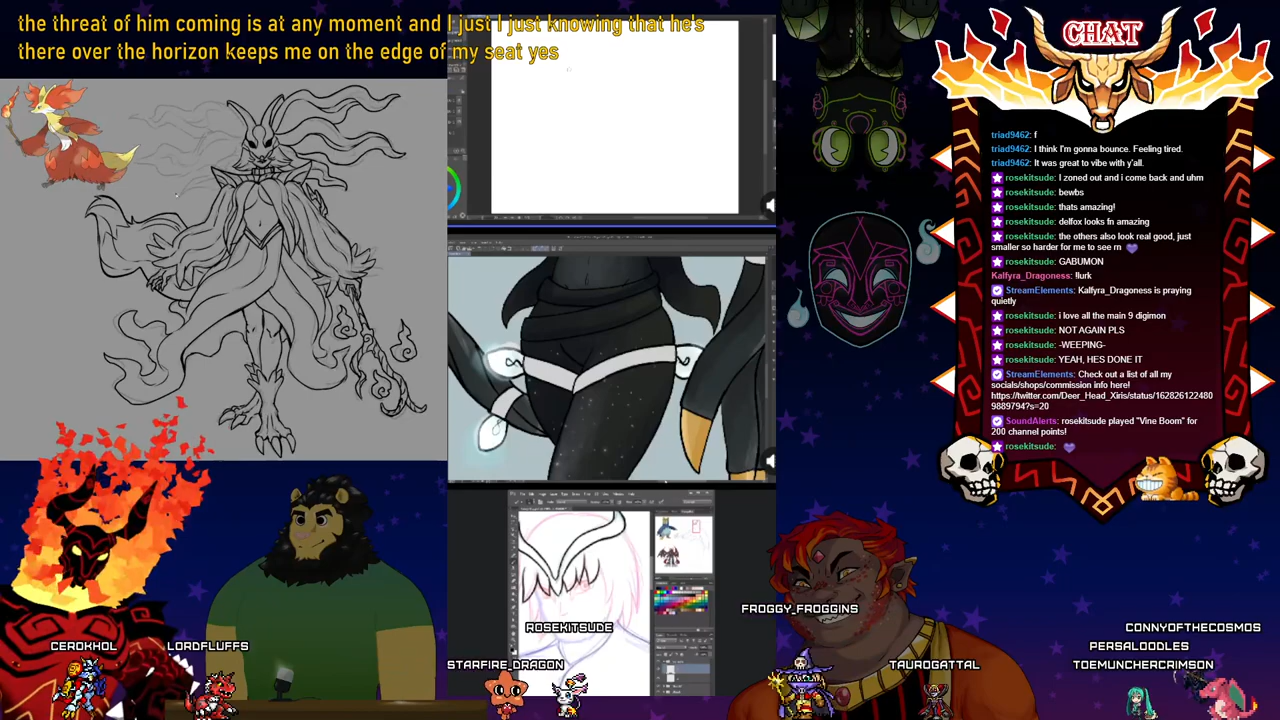 the threat of him coming is at any moment and I just I just knowing that he's
there over the horizon keeps me on the edge of my seat yes
CHAT
triad9462: f
triad9462: I think I'm gonna bounce. Feeling tired.
triad9462: It was great to vibe with y'all.
rosekitsude: I zoned out and i come back and uhm
rosekitsude: bewbs
rosekitsude: thats amazing!
rosekitsude: delfox looks fn amazing
rosekitsude: the others also look real good, just
smaller so harder for me to see rn
rosekitsude: GABUMON
Kalfyra_Dragoness: !lurk
StreamElements: Kalfyra_Dragoness is praying
quietly
rosekitsude: i love all the main 9 digimon
rosekitsude: NOT AGAIN PLS
rosekitsude: -WEEPING-
rosekitsude: YEAH, HES DONE IT
StreamElements: Check out a list of all my
socials/shops/commission info here!
https://twitter.com/Deer_Head_Xiris/status/162826122480
9889794?s=20
SoundAlerts: rosekitsude played "Vine Boom" for
200 channel points!
rosekitsude:
CEROKHOL
LORDFLUFFS
ROSEKITSUDE
STARFIRE_DRAGON
FROGGY_FROGGINS
TAUROGATTAL
CONNYOFTHECOSMOS
PERSALOODLES
TOEMUNCHERCRIMSON